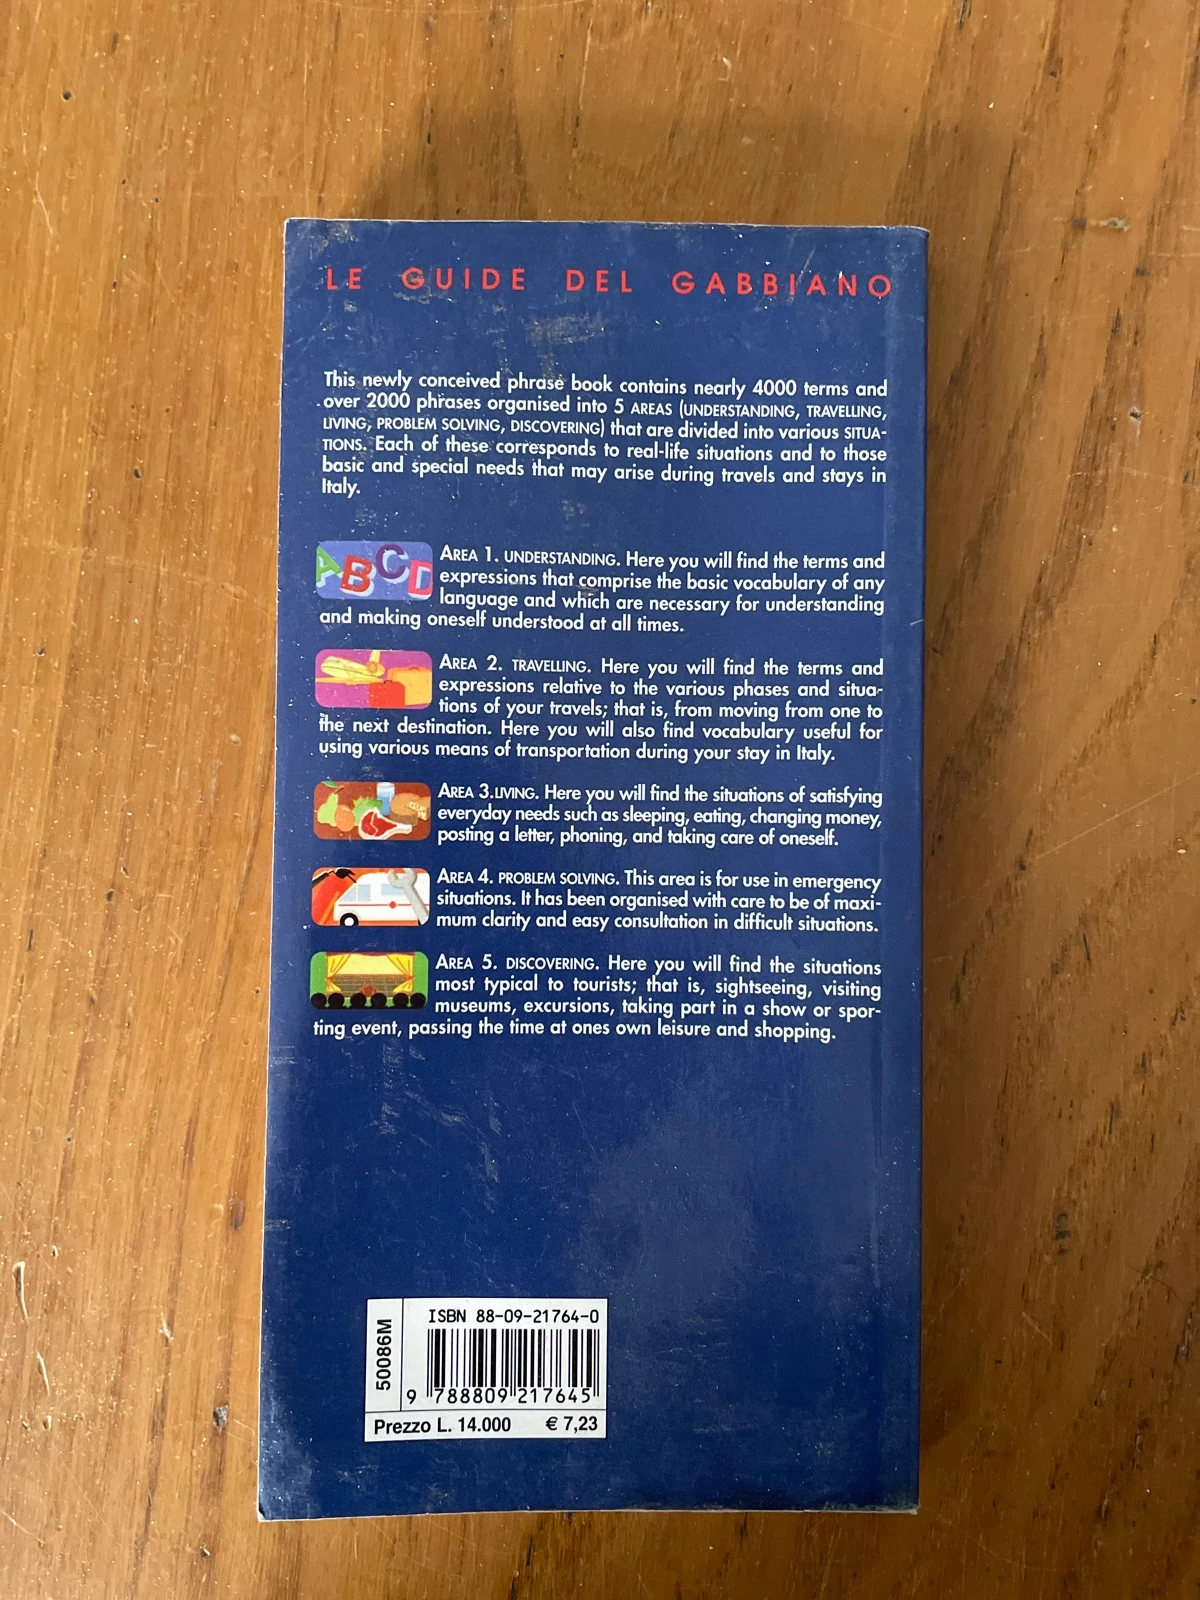 LE GUIDE DEL GABBIANO
This newly conceived phrase book contains nearly 4000 terms and
over 2000 phrases organised into 5 AREAS (UNDERSTANDING, TRAVELLING,
LIVING, PROBLEM SOLVING, DISCOVERING) that are divided into various SITUA-
TIONS. Each of these corresponds to real-life situations and to those
basic and special needs that may arise during travels and stays in
Italy.
ABCD
AREA 1. UNDERSTANDING. Here you will find the terms and
expressions that comprise the basic vocabulary of any
language and which are necessary for understanding
and making oneself understood at all times.
AREA 2. TRAVELLING. Here you will find the terms and
expressions relative to the various phases and situa-
tions of your travels; that is, from moving from one to
the next destination. Here you will also find vocabulary useful for
using various means of transportation during your stay in Italy.
AREA 3.LIVING. Here you will find the situations of satisfying
everyday needs such as sleeping, eating, changing money,
posting a letter, phoning, and taking care of oneself.
AREA 4. PROBLEM SOLVING. This area is for use in emergency
situations. It has been organised with care to be of maxi-
mum clarity and easy consultation in difficult situations.
AREA 5. DISCOVERING. Here you will find the situations
most typical to tourists; that is, sightseeing, visiting
museums, excursions, taking part in a show or spor-
ting event, passing the time at ones own leisure and shopping.
50086M
ISBN 88-09-21764-0
9 788809 217645
Prezzo L. 14.000 € 7,23